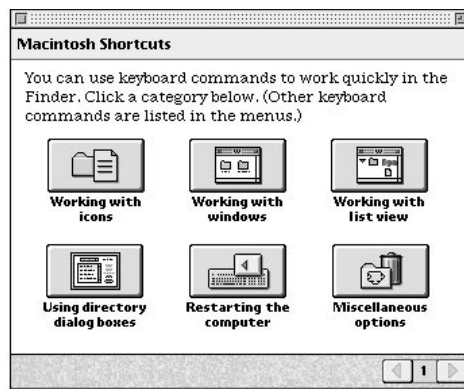 Macintosh Shortcuts
You can use keyboard commands to work quickly in the
Finder. Click a category below. (Other keyboard
commands are listed in the menus.)
Working with
icons
Working with
windows
Working with
list view
Using directory
dialog boxes
Restarting the
computer
Miscellaneous
options
1